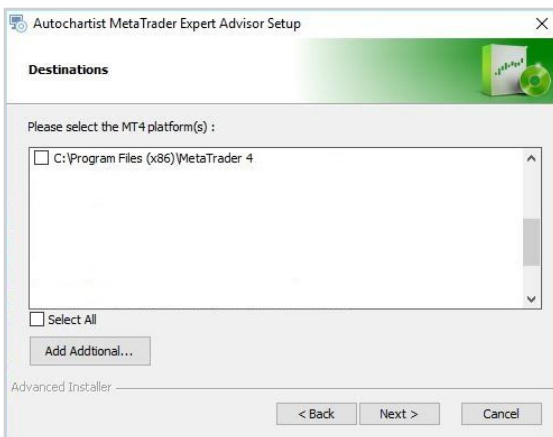 Autochartist MetaTrader Expert Advisor Setup
Destinations
Please select the MT4 platform(s) :
C:\Program Files (x86)\MetaTrader 4
Select All
Add Addtional...
Advanced Installer
< Back Next > Cancel